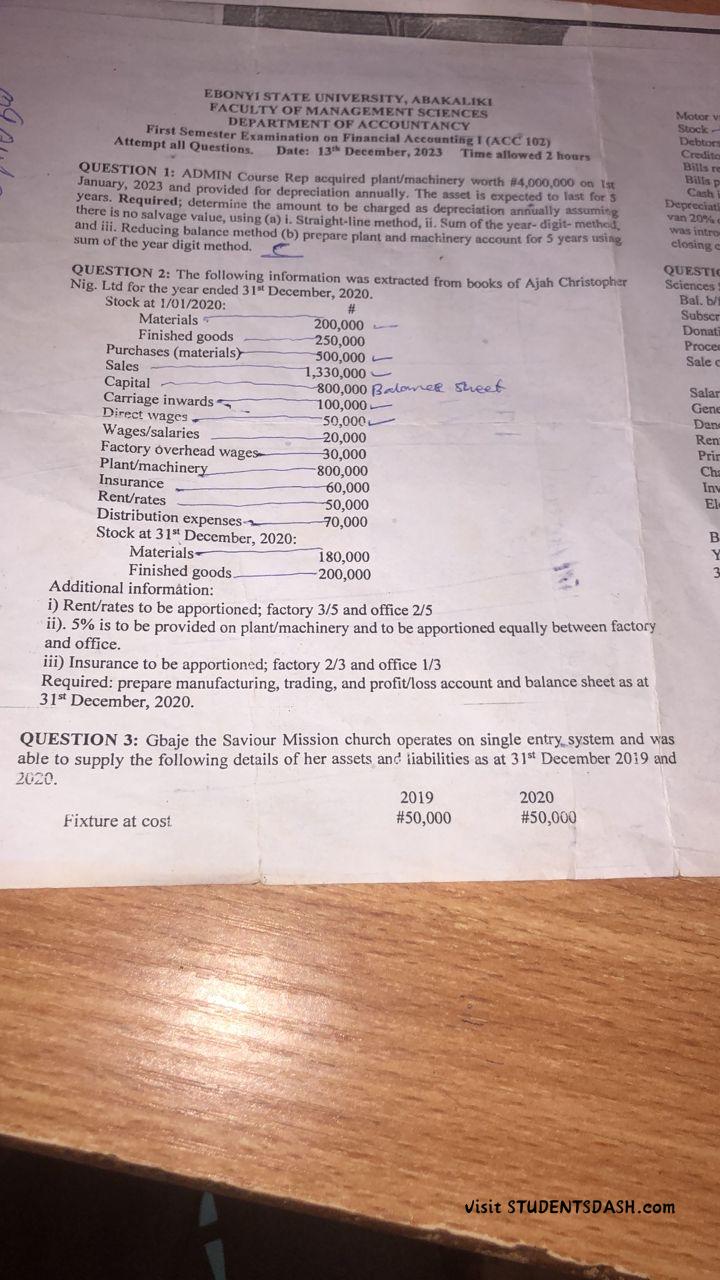 EBONYI STATE UNIVERSITY, ABAKALIKI
FACULTY OF MANAGEMENT SCIENCES
DEPARTMENT OF ACCOUNTANCY
First Semester Examination on Financial Accounting I (ACC 102)
Attempt all Questions. Date: 13th December, 2023 Time allowed 2 hours
QUESTION 1: ADMIN Course Rep acquired plant/machinery worth #4,000,000 on 1st
January, 2023 and provided for depreciation annually. The asset is expected to last for 5
years. Required; determine the amount to be charged as depreciation annually assuming
there is no salvage value, using (a) i. Straight-line method, ii. Sum of the year- digit- method,
and iii. Reducing balance method (b) prepare plant and machinery account for 5 years using
sum of the year digit method.
QUESTION 2: The following information was extracted from books of Ajah Christopher
Nig. Ltd for the year ended 31st December, 2020.
Stock at 1/01/2020: #
Materials 200,000
Finished goods 250,000
Purchases (materials) 500,000
Sales 1,330,000
Capital 800,000 Balance sheet
Carriage inwards 100,000
Direct wages 50,000
Wages/salaries 20,000
Factory overhead wages 30,000
Plant/machinery 800,000
Insurance 60,000
Rent/rates 50,000
Distribution expenses 70,000
Stock at 31st December, 2020:
Materials 180,000
Finished goods 200,000
Additional information:
i) Rent/rates to be apportioned; factory 3/5 and office 2/5
ii). 5% is to be provided on plant/machinery and to be apportioned equally between factory
and office.
iii) Insurance to be apportioned; factory 2/3 and office 1/3
Required: prepare manufacturing, trading, and profit/loss account and balance sheet as at
31st December, 2020.
QUESTION 3: Gbaje the Saviour Mission church operates on single entry system and was
able to supply the following details of her assets and liabilities as at 31st December 2019 and
2020.
2019 2020
Fixture at cost #50,000 #50,000
Motor
Stock
Debtors
Bills
Bills
Cash
van 20%
was
closing
Sciences
Bal.
Sale
visit STUDENTSDASH.com